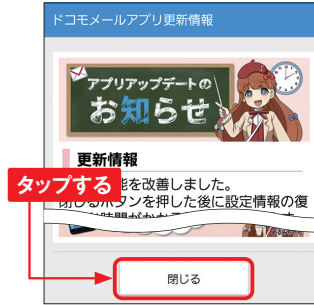 ドコモメールアプリ更新情報
アプリアップデートの
お知らせ
更新情報
タップする
能を改善しました。
閉じるボタンを押した後に設定情報の復
閉じる